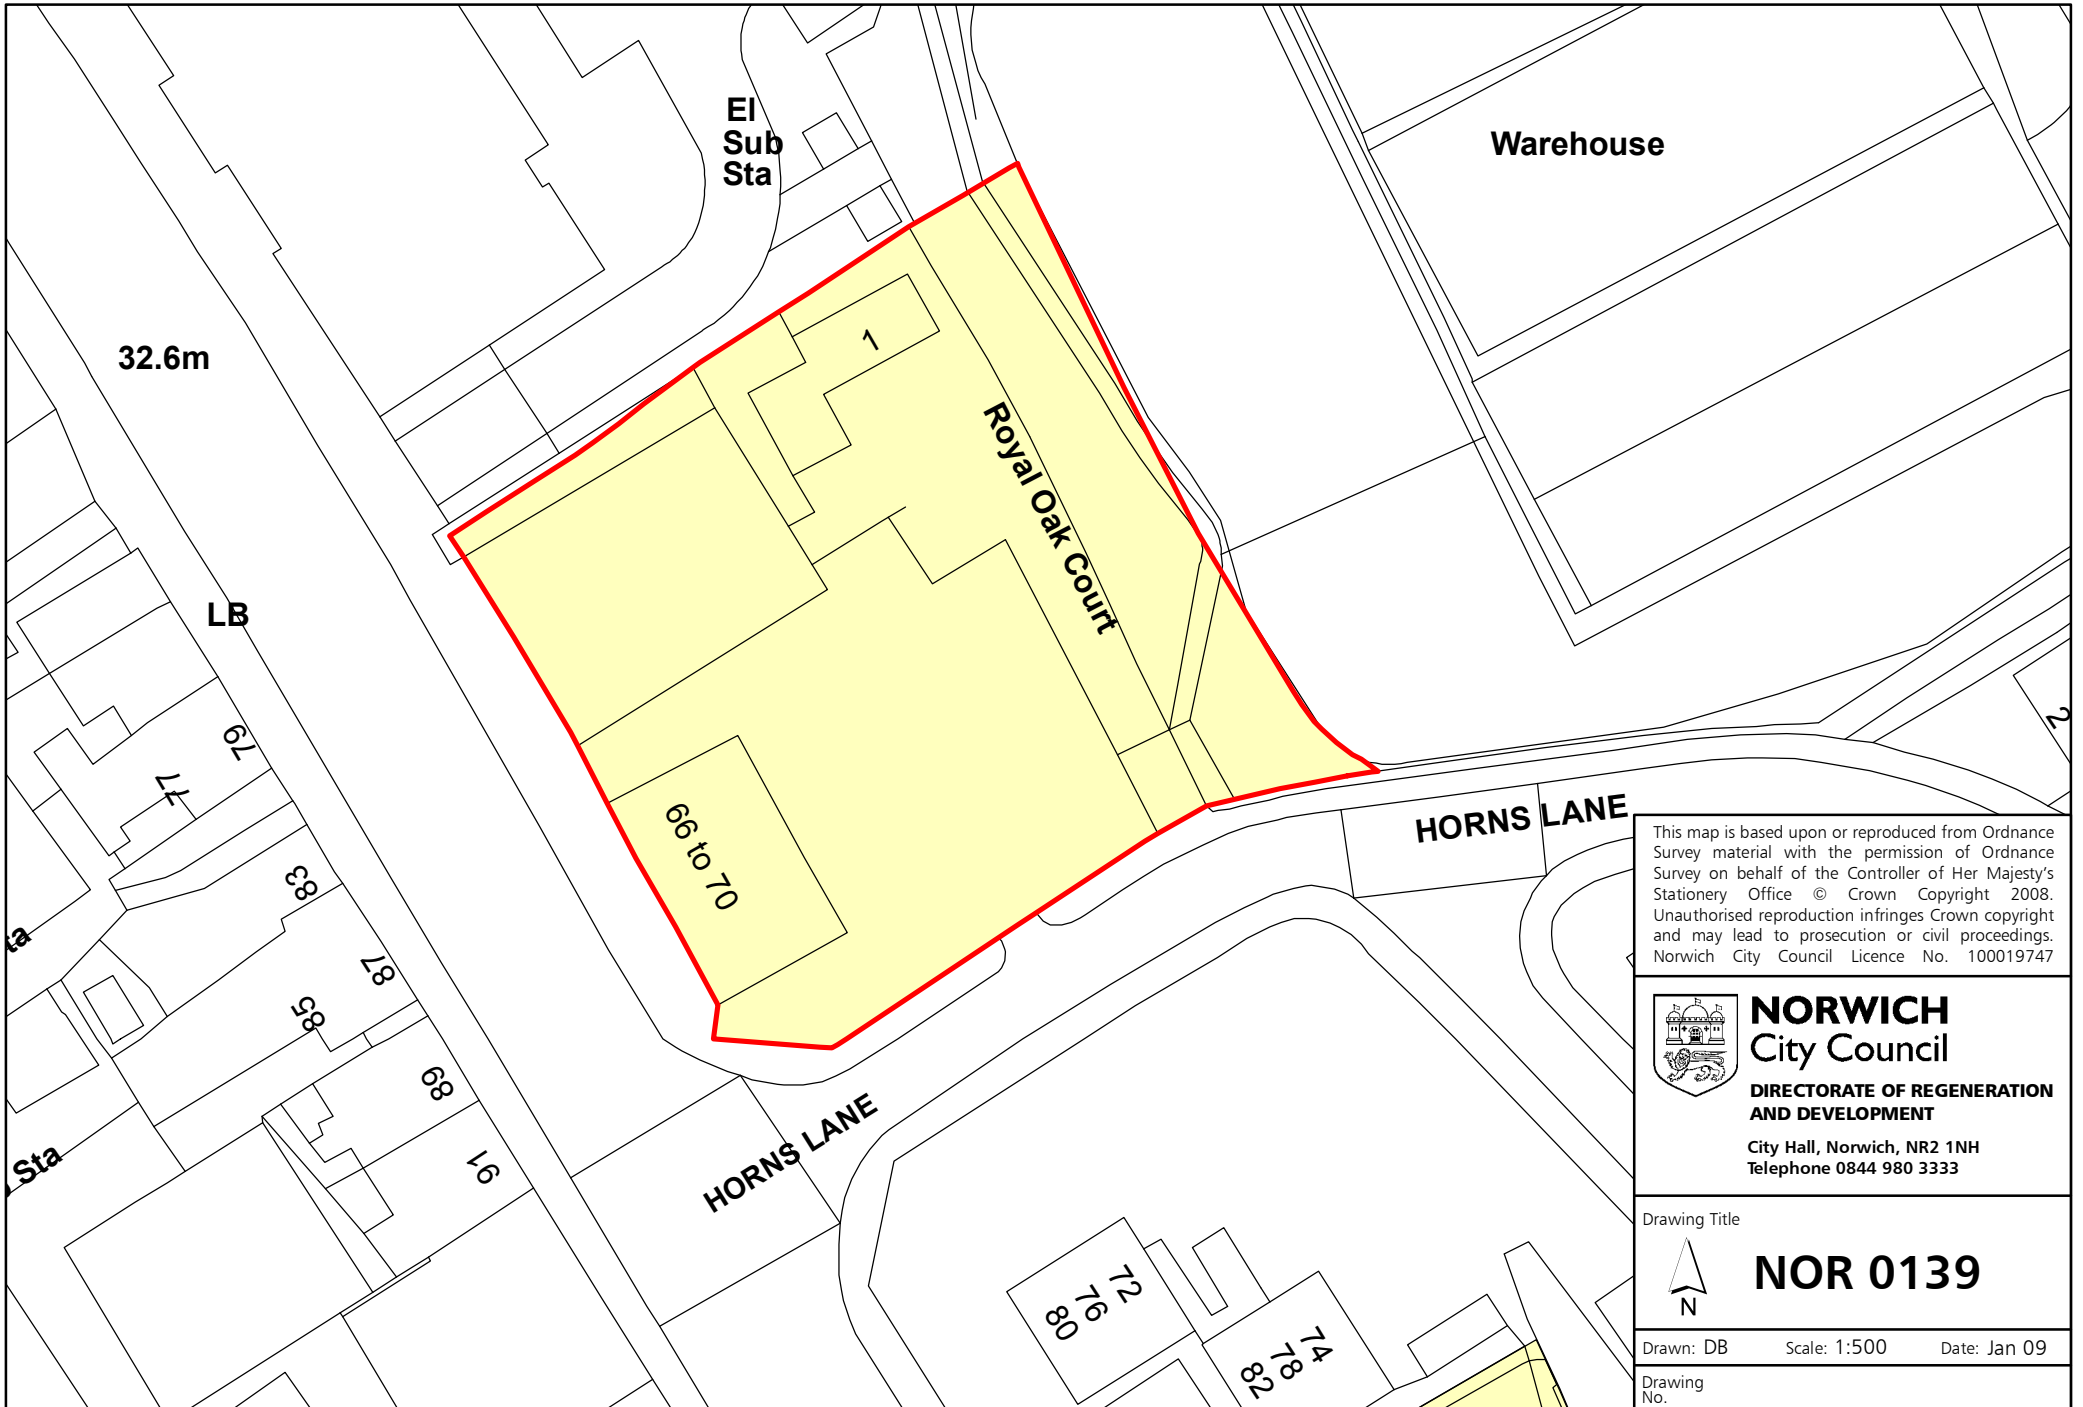 El
Sub
Sta
Warehouse
32.6m
1
Royal Oak Court
LB
79
77
2
66 to 70
HORNS LANE
83
87
85
89
91
Sta
HORNS LANE
72
76
80
74
78
82
This map is based upon or reproduced from Ordnance
Survey material with the permission of Ordnance
Survey on behalf of the Controller of Her Majesty's
Stationery Office © Crown Copyright 2008.
Unauthorised reproduction infringes Crown copyright
and may lead to prosecution or civil proceedings.
Norwich City Council Licence No. 100019747
NORWICH
City Council
DIRECTORATE OF REGENERATION
AND DEVELOPMENT
City Hall, Norwich, NR2 1NH
Telephone 0844 980 3333
Drawing Title
N
NOR 0139
Drawn: DB Scale: 1:500 Date: Jan 09
Drawing
No.